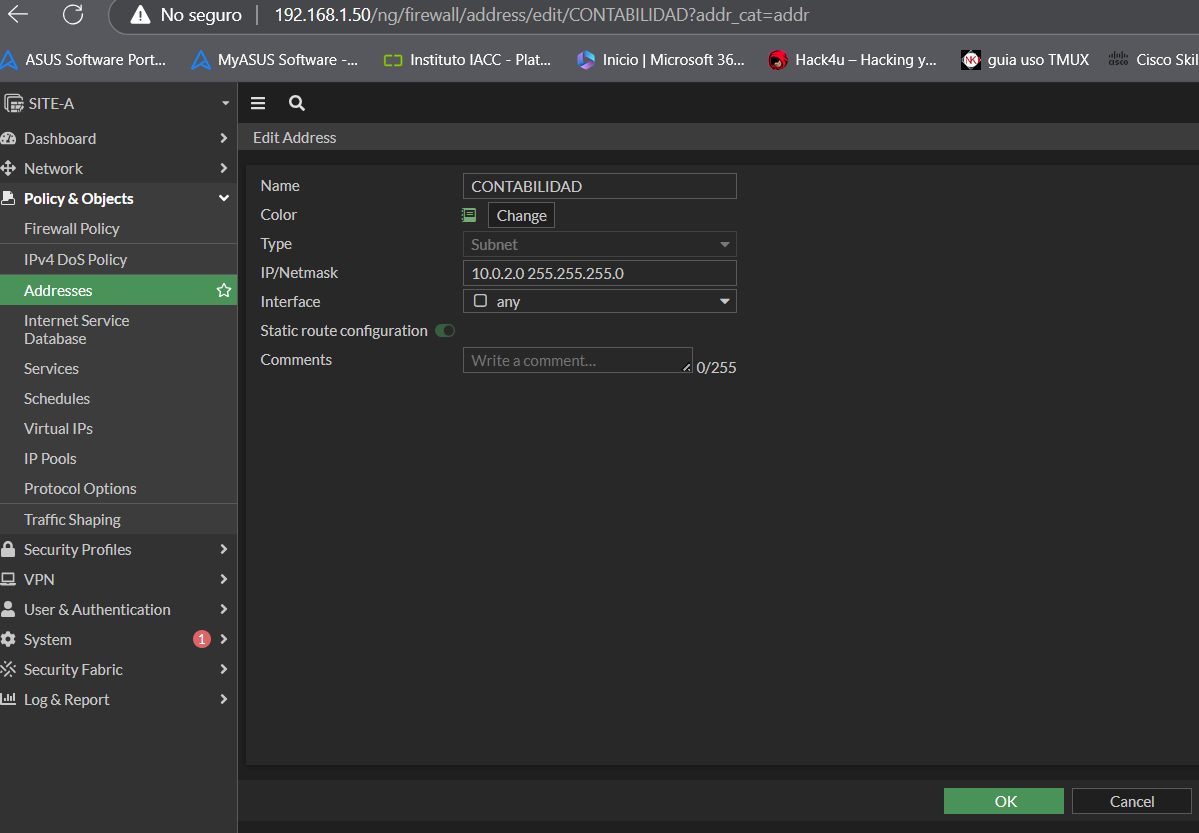 No seguro
192.168.1.50/ng/firewall/address/edit/CONTABILIDAD?addr_cat=addr
ASUS Software Port...
MyASUS Software -...
Instituto IACC - Plat...
Inicio | Microsoft 36...
Hack4u – Hacking y...
NK
guia uso TMUX
cisco
Cisco Skil
SITE-A
Dashboard
Network
Policy & Objects
Firewall Policy
IPv4 DoS Policy
Addresses
Internet Service
Database
Services
Schedules
Virtual IPs
IP Pools
Protocol Options
Traffic Shaping
Security Profiles
VPN
User & Authentication
System
1
Security Fabric
Log & Report
Edit Address
Name
CONTABILIDAD
Color
Change
Type
Subnet
IP/Netmask
10.0.2.0 255.255.255.0
Interface
any
Static route configuration
Comments
Write a comment...
0/255
OK
Cancel